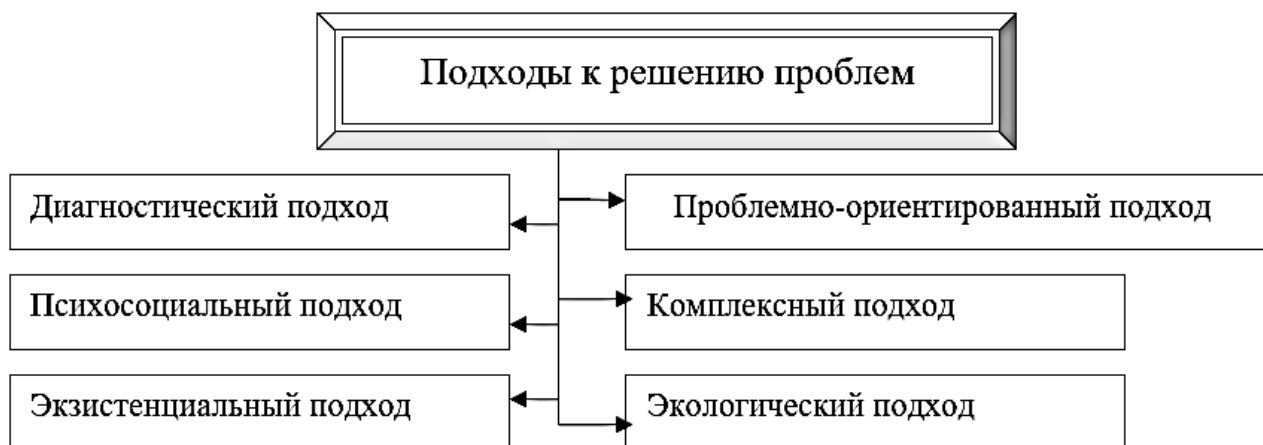 Подходы к решению проблем
Диагностический подход
Проблемно-ориентированный подход
Психосоциальный подход
Комплексный подход
Экзистенциальный подход
Экологический подход